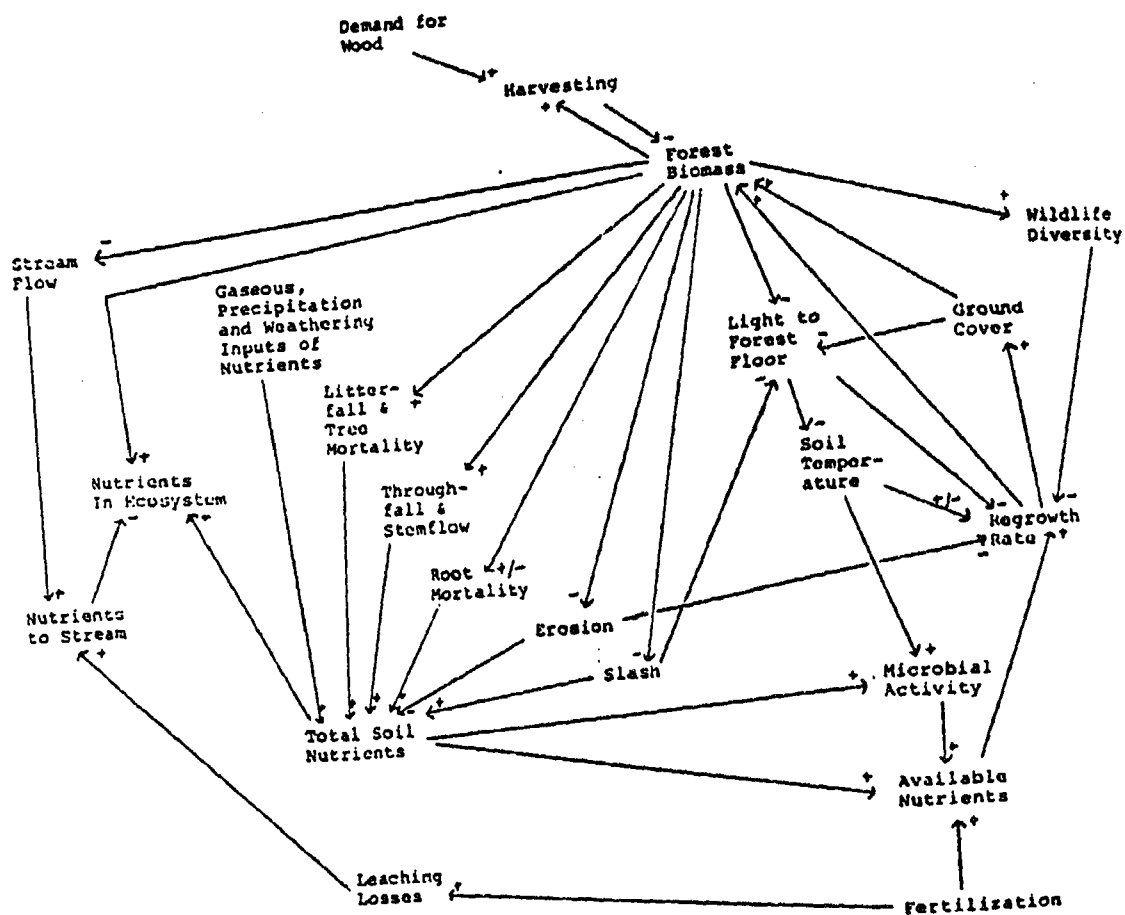 Demand for
Wood
+
Harvesting
+
-
Forest
Biomass
+
+
+
Wildlife
Diversity
-
Stream
Flow
Gaseous,
Precipitation
and Weathering
Inputs of
Nutrients
-
Light to
Forest
Floor
-
-
Ground
Cover
+
Litter-
fall &
Tree
Mortality
+
-
Soil
Temper-
ature
+/-
-
-
Regrowth
Rate
+
-
+
Nutrients
In Ecosystem
+
-
Through-
fall &
Stemflow
+
Root
Mortality
+/-
-
Erosion
-
Slash
+
Nutrients
to Stream
+
+
Microbial
Activity
+
Total Soil
Nutrients
+
+
+
+
-
+
+
+
Available
Nutrients
+
Leaching
Losses
+
Fertilization